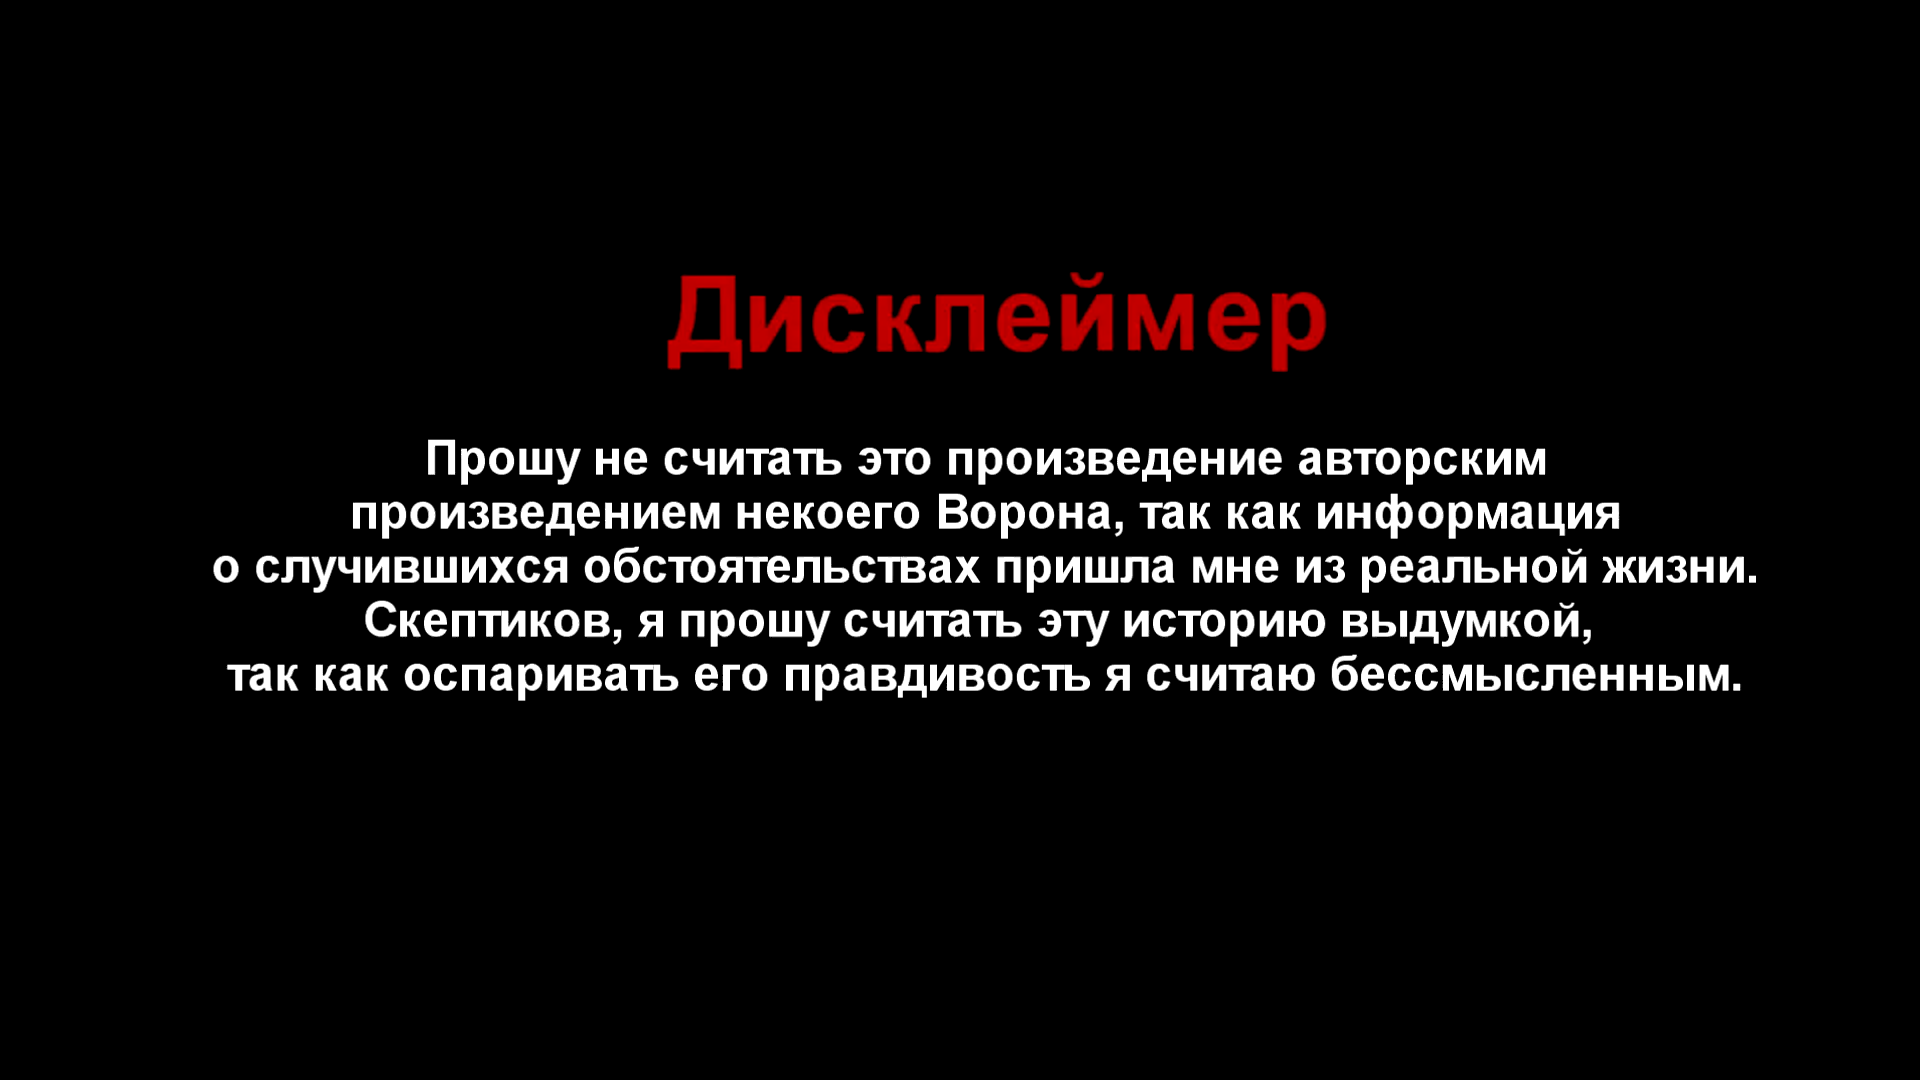 Дисклеймер
Прошу не считать это произведение авторским
произведением некоего Ворона, так как информация
о случившихся обстоятельствах пришла мне из реальной жизни.
Скептиков, я прошу считать эту историю выдумкой,
так как оспаривать его правдивость я считаю бессмысленным.